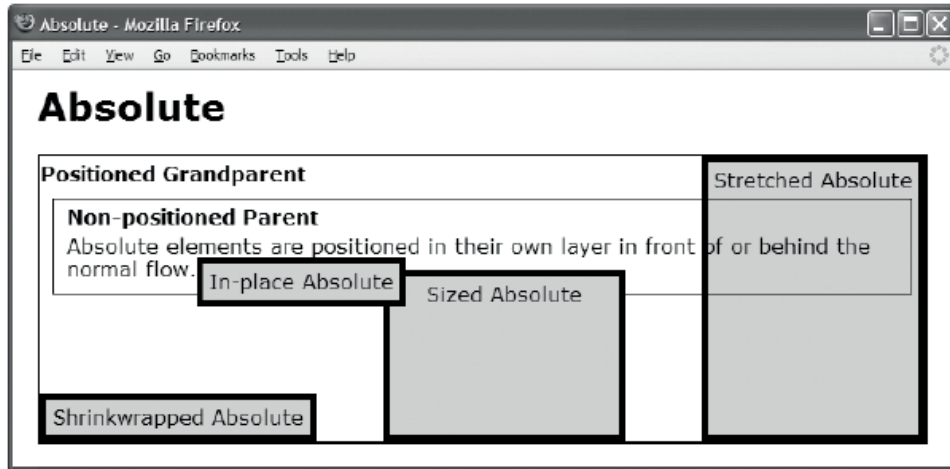 Absolute - Mozilla Firefox
File Edit View Go Bookmarks Tools Help
Absolute
Positioned Grandparent
Stretched Absolute
Non-positioned Parent
Absolute elements are positioned in their own layer in front of or behind the
normal flow.
In-place Absolute
Sized Absolute
Shrinkwrapped Absolute